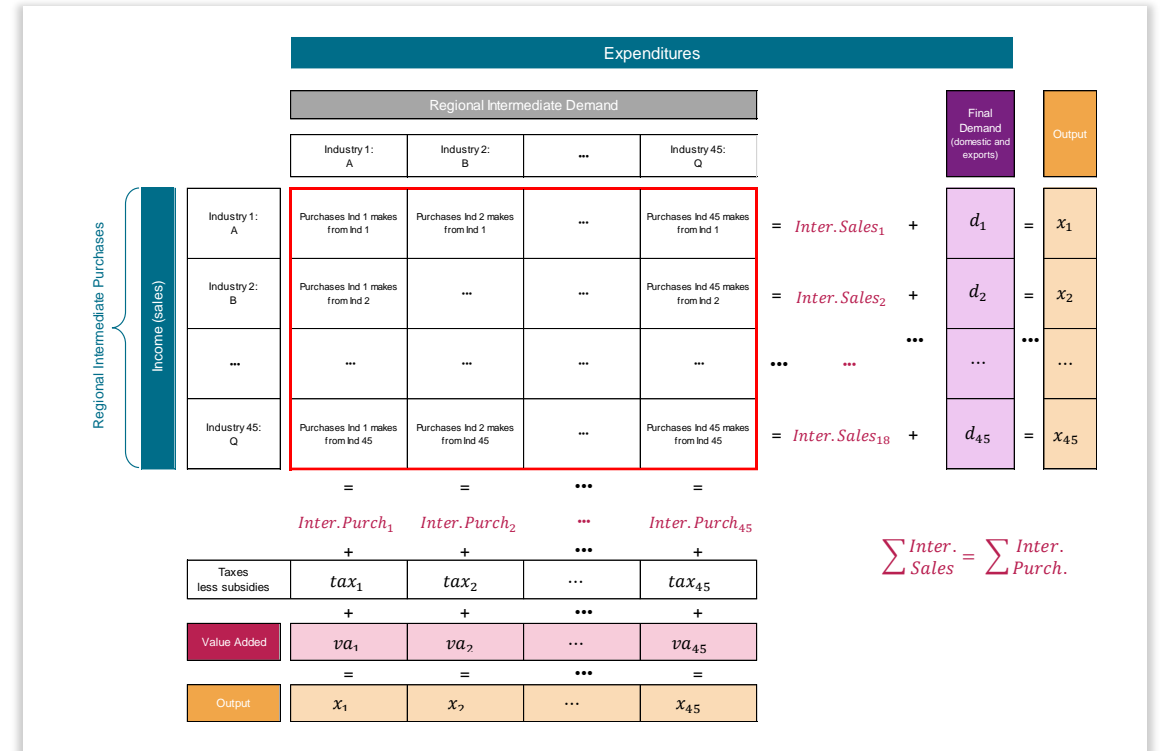 Expenditures
Regional Intermediate Demand
Final
Demand
(domestic and
exports)
Output
Industry 1:
A
Industry 2:
B
...
Industry 45:
Q
Regional Intermediate Purchases
Income (sales)
Industry 1:
A
Purchases Ind 1 makes
from Ind 1
Purchases Ind 2 makes
from Ind 1
...
Purchases Ind 45 makes
from Ind 1
= Inter.Sales₁ + d₁ = x₁
Industry 2:
B
Purchases Ind 1 makes
from Ind 2
...
...
Purchases Ind 45 makes
from Ind 2
= Inter.Sales₂ + d₂ = x₂
... ...
... ... ... ... ... ... ... ... ...
Industry 45:
Q
Purchases Ind 1 makes
from Ind 45
Purchases Ind 2 makes
from Ind 45
...
Purchases Ind 45 makes
from Ind 45
= Inter.Sales₁₈ + d₄₅ = x₄₅
= = ... =
Inter.Purch₁ Inter.Purch₂ ... Inter.Purch₄₅
+ + ... +
Taxes
less subsidies
tax₁ tax₂ ... tax₄₅
+ + ... +
Value Added va₁ va₂ ... va₄₅
= = ... =
Output x₁ x₂ ... x₄₅
∑ Inter. Sales = ∑ Inter. Purch.